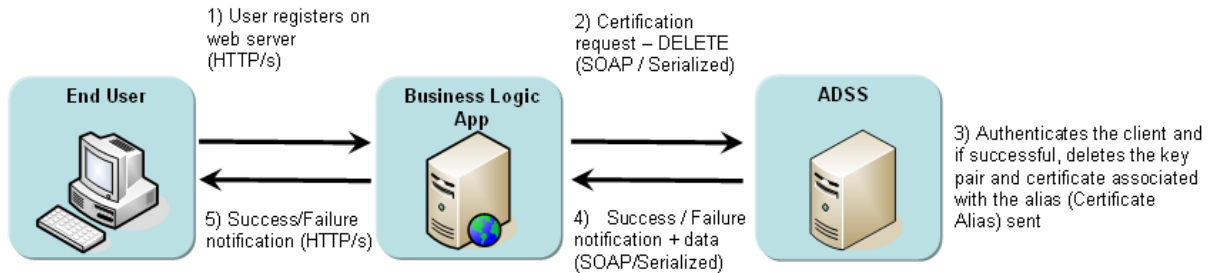 1) User registers on
web server
(HTTP/s)
2) Certification
request – DELETE
(SOAP / Serialized)
End User
Business Logic
App
ADSS
3) Authenticates the client and
if successful, deletes the key
pair and certificate associated
with the alias (Certificate
Alias) sent
5) Success/Failure
notification (HTTP/s)
4) Success / Failure
notification + data
(SOAP/Serialized)